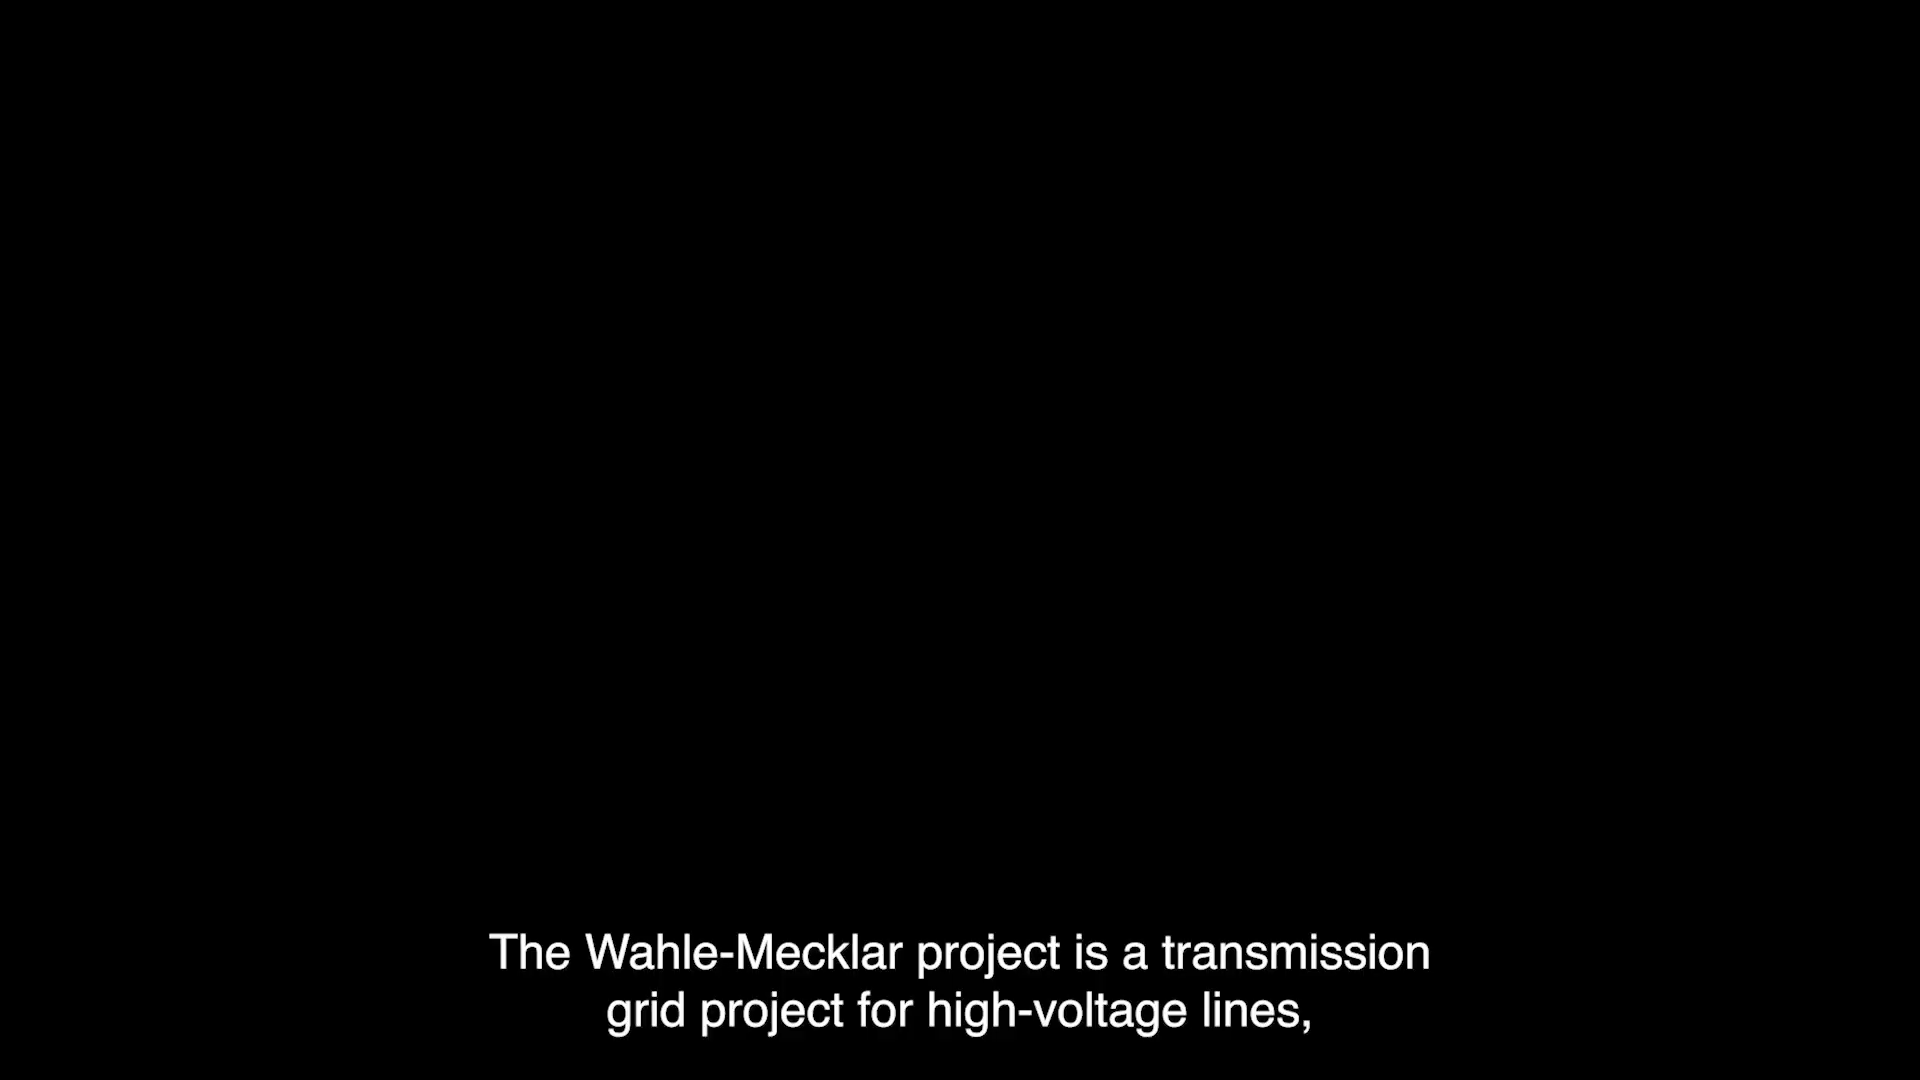 The Wahle-Mecklar project is a transmission
grid project for high-voltage lines,